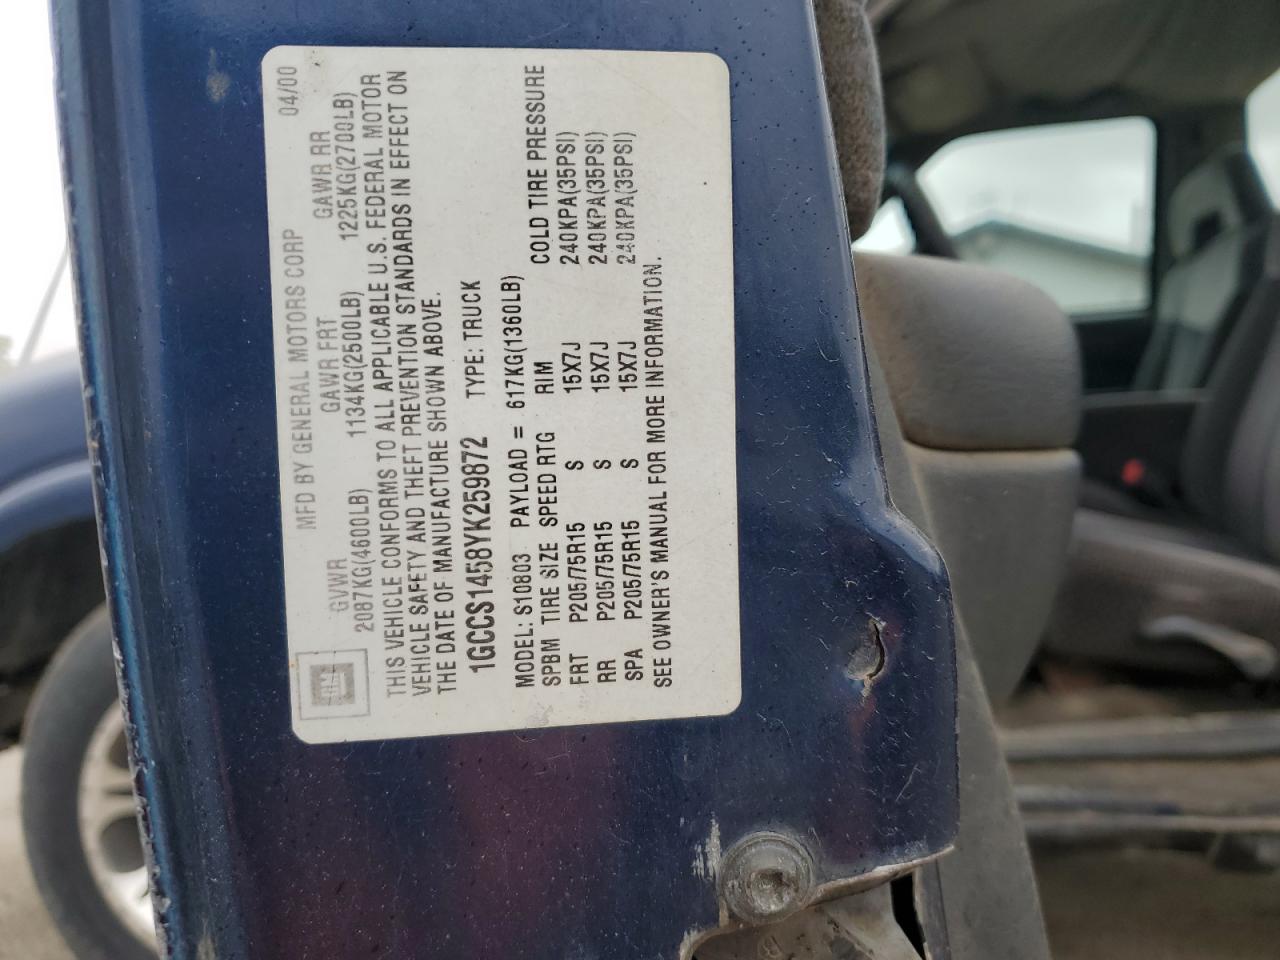 MFD BY GENERAL MOTORS CORP 04/00
GVWR GAWR FRT GAWR RR
2087KG(4600LB) 1134KG(2500LB) 1225KG(2700LB)
THIS VEHICLE CONFORMS TO ALL APPLICABLE U.S. FEDERAL MOTOR
VEHICLE SAFETY AND THEFT PREVENTION STANDARDS IN EFFECT ON
THE DATE OF MANUFACTURE SHOWN ABOVE.
1GCCS1458YK259872 TYPE: TRUCK
MODEL: S10803 PAYLOAD = 617KG(1360LB)
SPBM TIRE SIZE SPEED RTG RIM COLD TIRE PRESSURE
FRT P205/75R15 S 15X7J 240KPA(35PSI)
RR P205/75R15 S 15X7J 240KPA(35PSI)
SPA P205/75R15 S 15X7J 240KPA(35PSI)
SEE OWNER'S MANUAL FOR MORE INFORMATION.